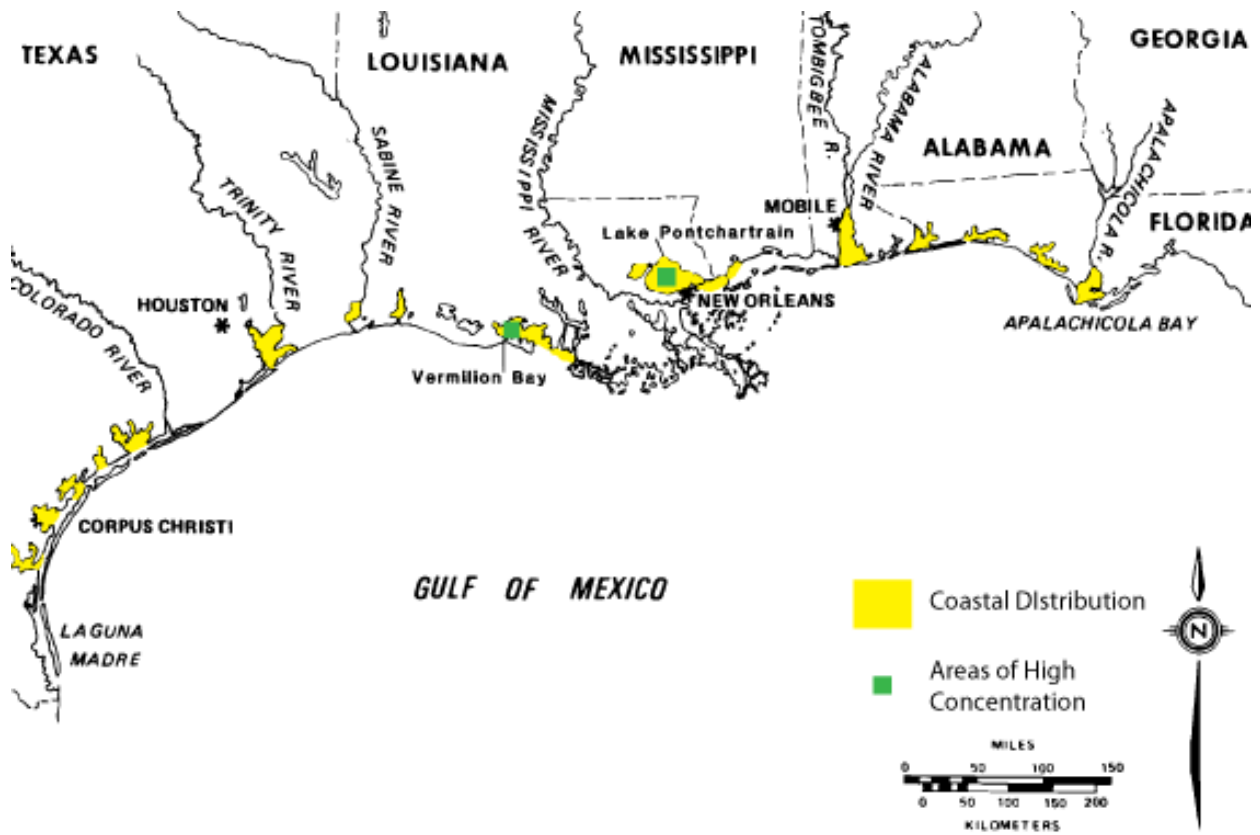 TEXAS
LOUISIANA
MISSISSIPPI
GEORGIA
ALABAMA
FLORIDA
TOMBIGBEE R.
ALABAMA RIVER
APALACHICOLA R.
MISSISSIPPI RIVER
SABINE RIVER
TRINITY RIVER
COLORADO RIVER
MOBILE
Lake Pontchartrain
HOUSTON
NEW ORLEANS
APALACHICOLA BAY
Vermilion Bay
CORPUS CHRISTI
GULF OF MEXICO
LAGUNA
MADRE
Coastal DIstribution
Areas of High
Concentration
N
MILES
0 50 100 150
0 50 100 150 200
KILOMETERS